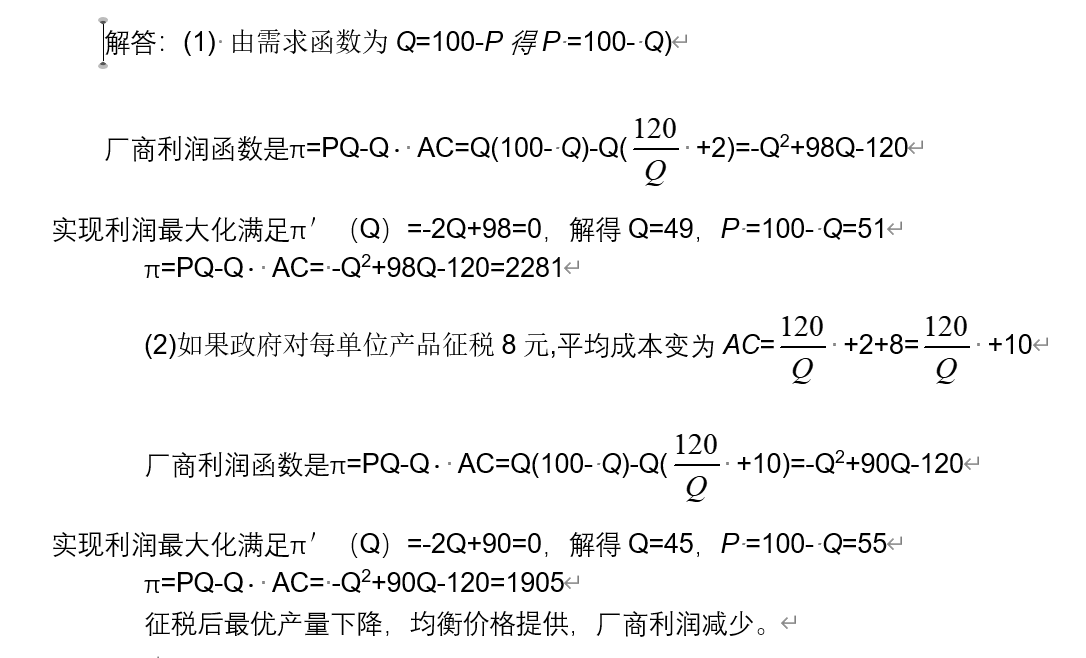 解答：(1) 由需求函数为 Q=100-P 得 P =100- Q)
厂商利润函数是π=PQ-Q· AC=Q(100- Q)-Q(\frac{120}{Q} +2)=-Q²+98Q-120
实现利润最大化满足π′（Q）=-2Q+98=0，解得 Q=49，P =100- Q=51
π=PQ-Q· AC= -Q²+98Q-120=2281
(2)如果政府对每单位产品征税 8 元,平均成本变为 AC=\frac{120}{Q} +2+8=\frac{120}{Q} +10
厂商利润函数是π=PQ-Q· AC=Q(100- Q)-Q(\frac{120}{Q} +10)=-Q²+90Q-120
实现利润最大化满足π′（Q）=-2Q+90=0，解得 Q=45，P =100- Q=55
π=PQ-Q· AC= -Q²+90Q-120=1905
征税后最优产量下降，均衡价格提供，厂商利润减少。